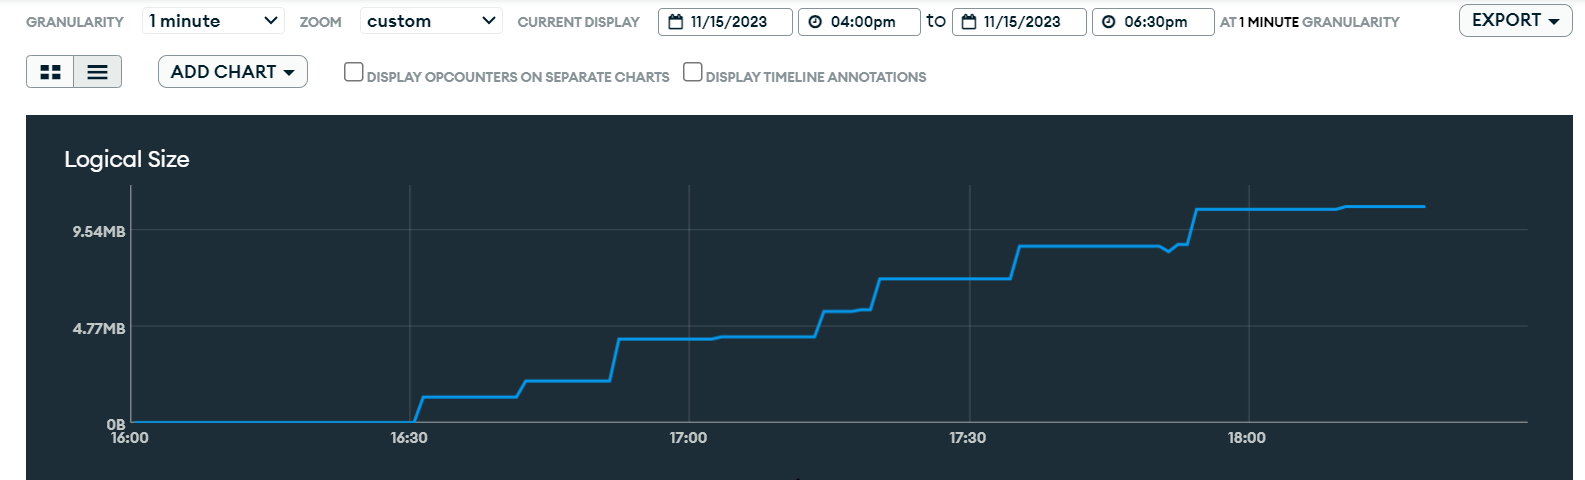 GRANULARITY 1 minute ZOOM custom CURRENT DISPLAY 11/15/2023 04:00pm to 11/15/2023 06:30pm AT 1 MINUTE GRANULARITY EXPORT
ADD CHART DISPLAY OPCOUNTERS ON SEPARATE CHARTS DISPLAY TIMELINE ANNOTATIONS
Logical Size
9.54MB
4.77MB
0B
16:00 16:30 17:00 17:30 18:00